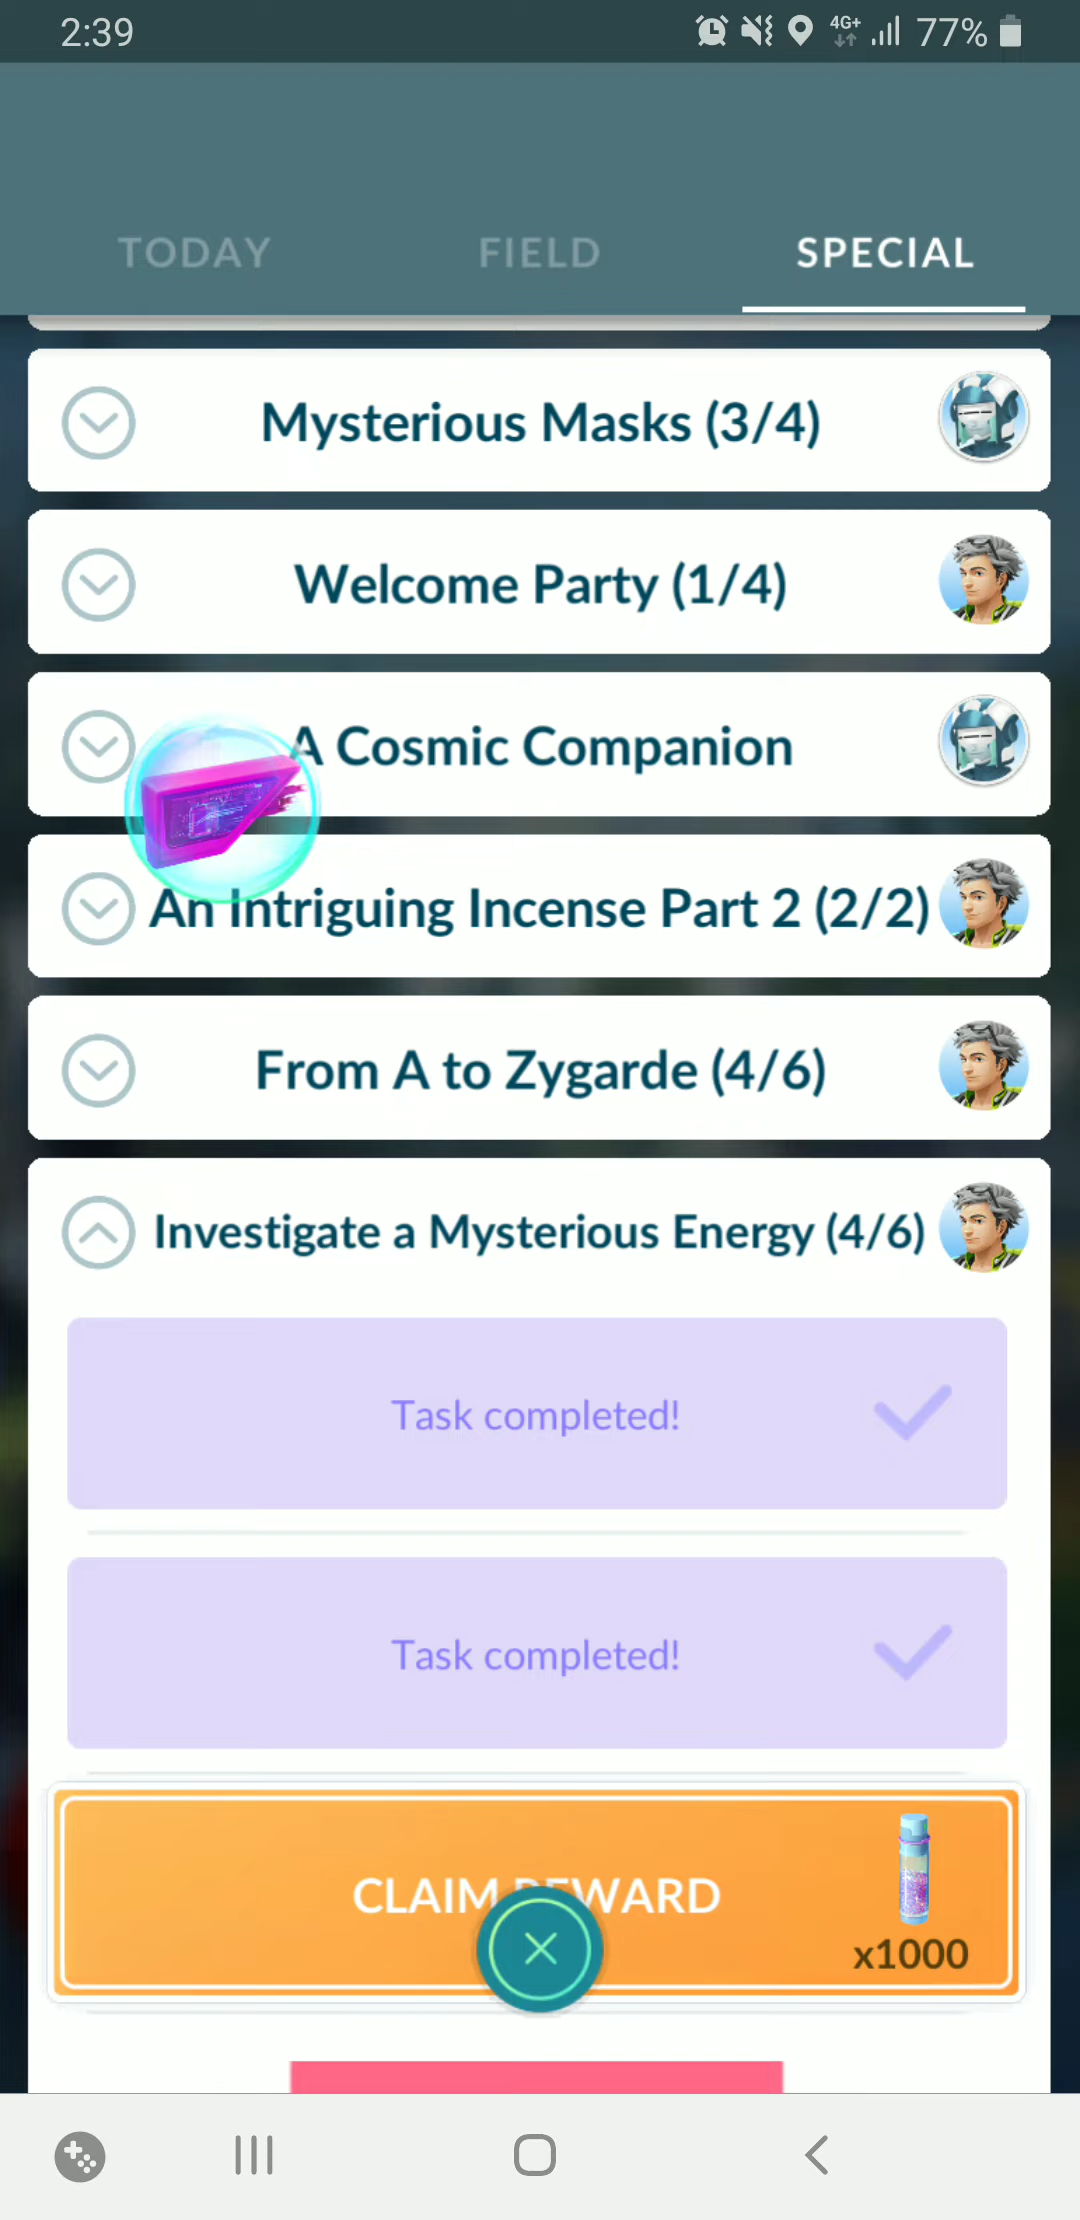 2:39
4G+
77%
TODAY
FIELD
SPECIAL
Mysterious Masks (3/4)
Welcome Party (1/4)
A Cosmic Companion
An Intriguing Incense Part 2 (2/2)
From A to Zygarde (4/6)
Investigate a Mysterious Energy (4/6)
Task completed!
Task completed!
CLAIM REWARD
x1000